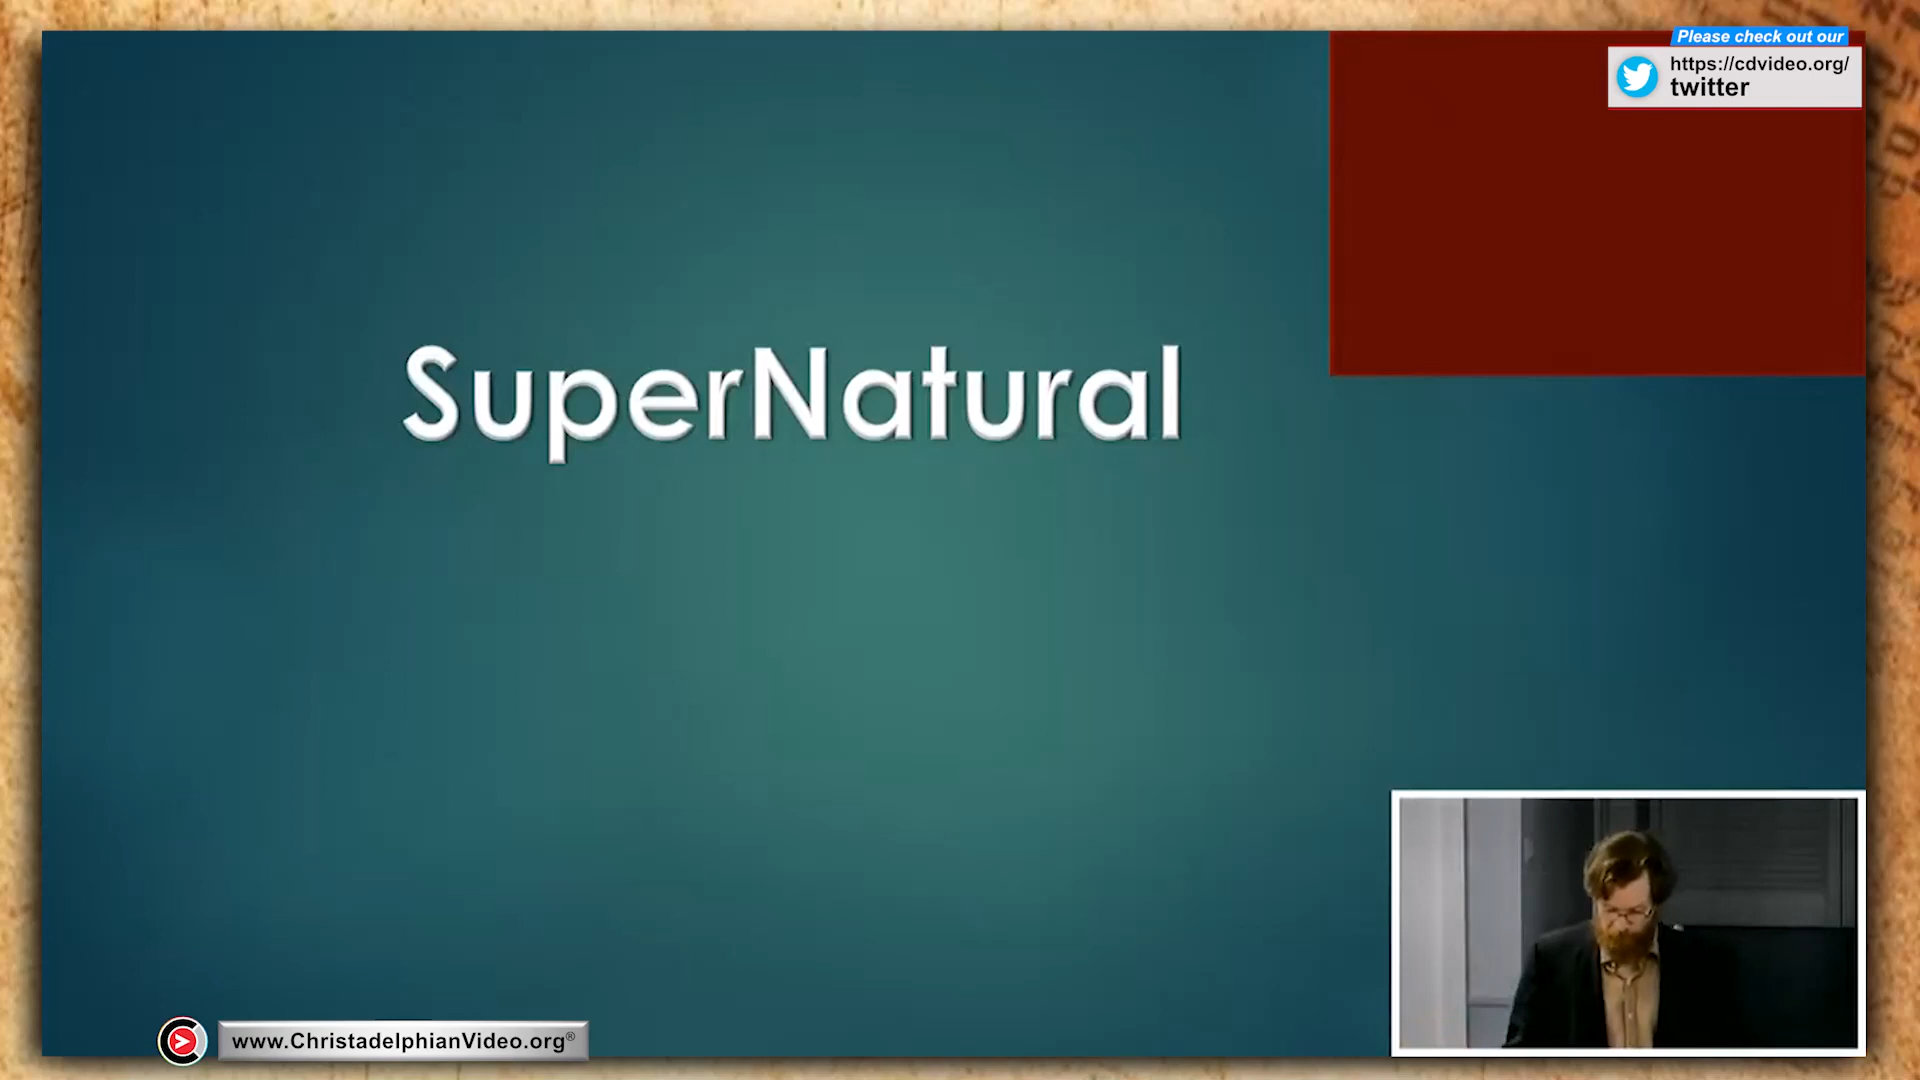 Please check out our
https://cdvideo.org/
twitter
SuperNatural
www.ChristadelphianVideo.org®